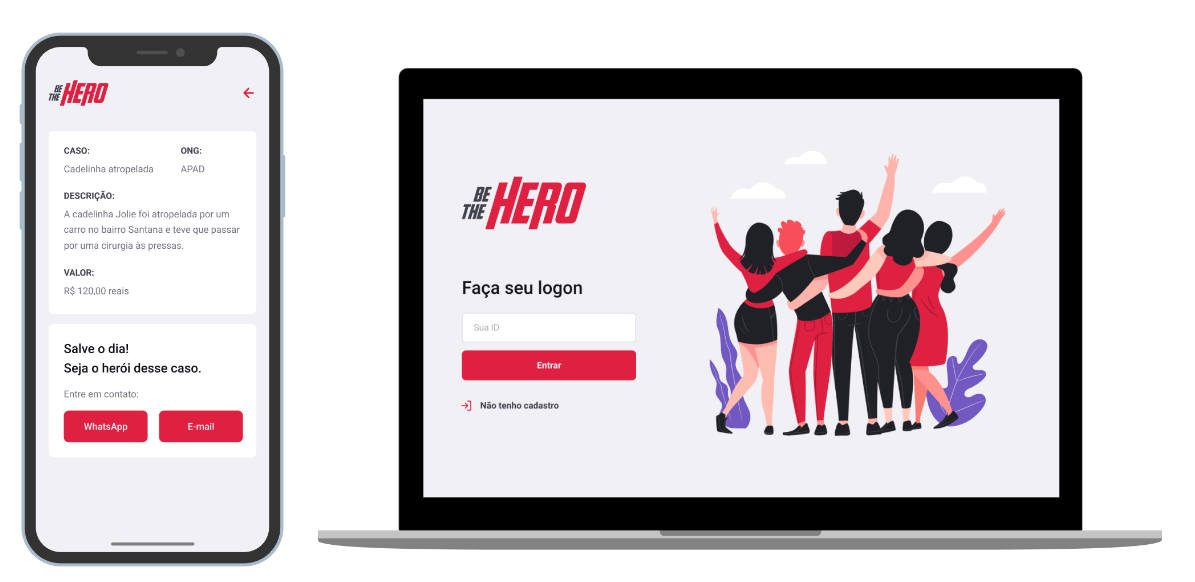 BE THE HERO
CASO:
ONG:
Cadelinha atropelada
APAD
DESCRIÇÃO:
A cadelinha Jolie foi atropelada por um
carro no bairro Santana e teve que passar
por uma cirurgia às pressas.
VALOR:
R$ 120,00 reais
Salve o dia!
Seja o herói desse caso.
Entre em contato:
WhatsApp
E-mail
BE THE HERO
Faça seu logon
Sua ID
Entrar
Não tenho cadastro